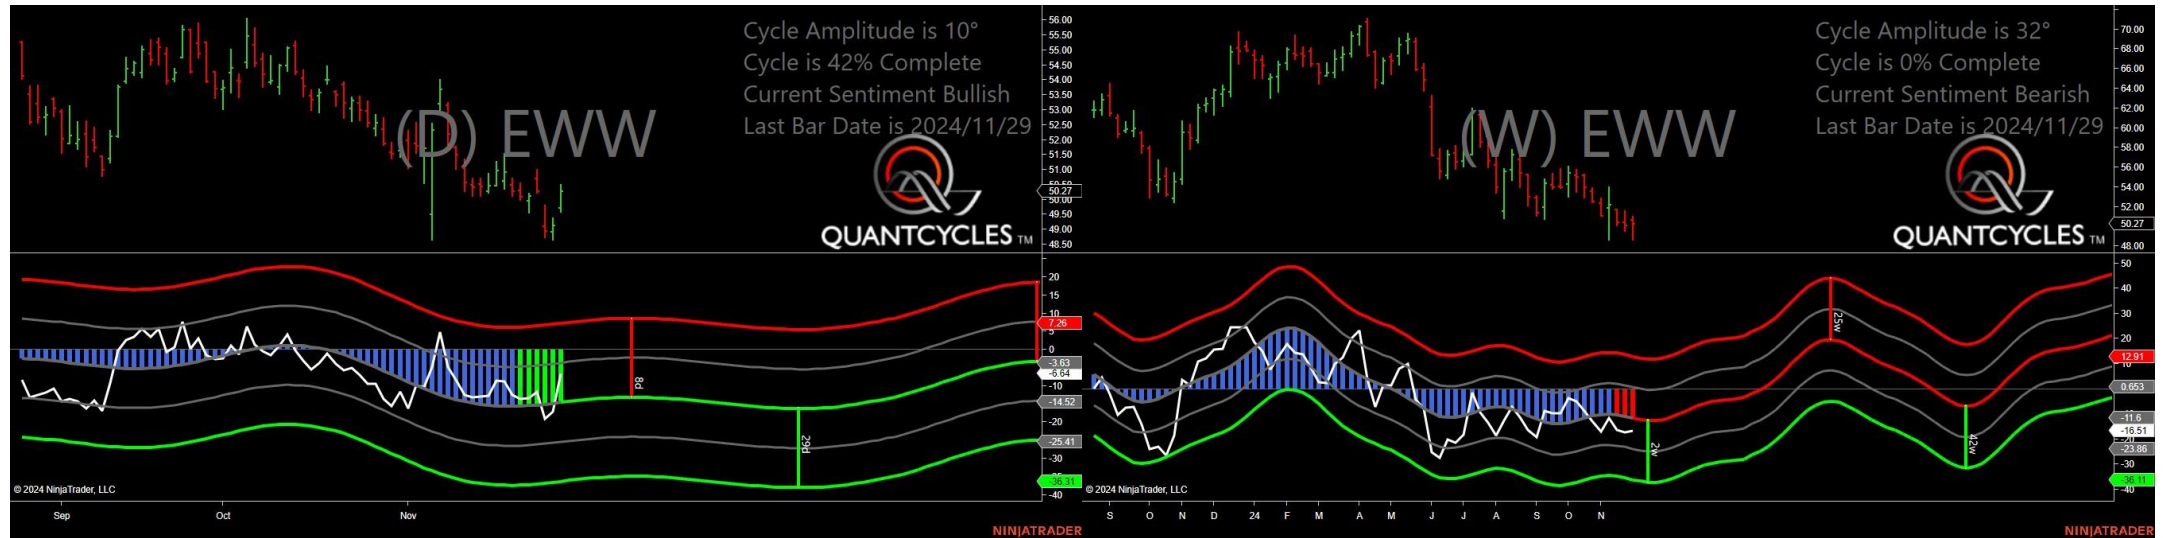 Cycle Amplitude is 10°
Cycle is 42% Complete
Current Sentiment Bullish
Last Bar Date is 2024/11/29
(D) EWW
QUANTCYCLES TM
56.00
55.50
55.00
54.50
54.00
53.50
53.00
52.50
52.00
51.50
51.00
50.27
50.00
49.50
49.00
48.50
20
15
10
7.26
5
0
-3.63
-6.64
-10
-14.52
-20
-25.41
-30
-36.31
-40
8d
29d
© 2024 NinjaTrader, LLC
Sep Oct Nov
NINJATRADER
Cycle Amplitude is 32°
Cycle is 0% Complete
Current Sentiment Bearish
Last Bar Date is 2024/11/29
(W) EWW
QUANTCYCLES TM
70.00
68.00
66.00
64.00
62.00
60.00
58.00
56.00
54.00
52.00
50.27
48.00
50
40
30
20
12.91
10
0.653
-11.6
-16.51
-20
-23.86
-30
-36.11
-40
25w
2w
42w
© 2024 NinjaTrader, LLC
S O N D 24 F M A M J J A S O N
NINJATRADER